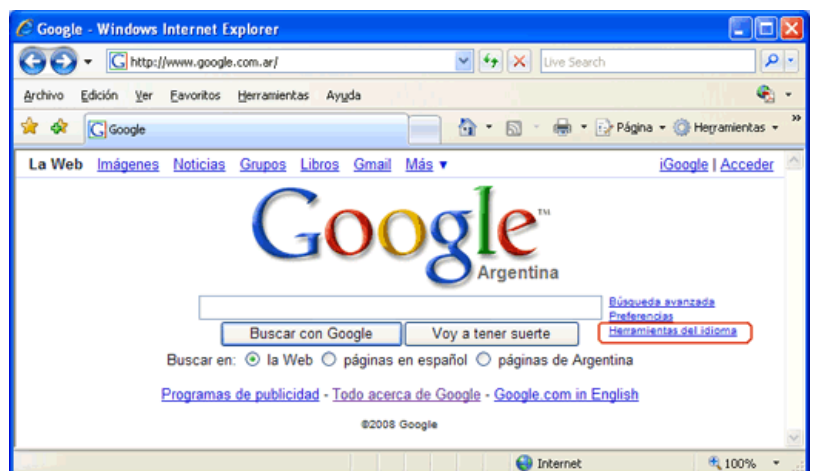 Google - Windows Internet Explorer
http://www.google.com.ar/
Live Search
Archivo Edición Ver Favoritos Herramientas Ayuda
Google
Página Herramientas »
La Web Imágenes Noticias Grupos Libros Gmail Más ▼ iGoogle | Acceder
Google™
Argentina
Búsqueda avanzada
Preferencias
Herramientas del idioma
Buscar con Google Voy a tener suerte
Buscar en: la Web páginas en español páginas de Argentina
Programas de publicidad - Todo acerca de Google - Google.com in English
©2008 Google
Internet 100%